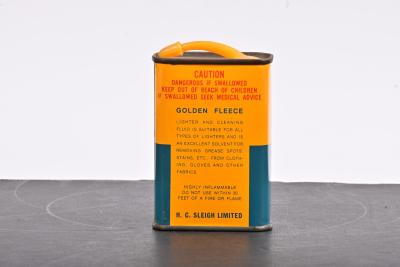 CAUTION
DANGEROUS IF SWALLOWED
KEEP OUT OF REACH OF CHILDREN
IF SWALLOWED SEEK MEDICAL ADVICE
GOLDEN FLEECE
LIGHTER AND CLEANING
FLUID IS SUITABLE FOR ALL
TYPES OF LIGHTERS AND IS
AN EXCELLENT SOLVENT FOR
REMOVING GREASE SPOTS,
STAINS, ETC., FROM CLOTH-
ING, GLOVES AND OTHER
FABRICS.
HIGHLY INFLAMMABLE
DO NOT USE WITHIN 30
FEET OF A FIRE OR FLAME
H. C. SLEIGH LIMITED